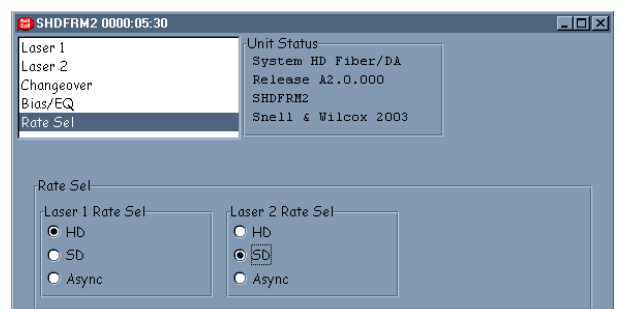 SHDFRM2 0000:05:30
Laser 1
Laser 2
Changeover
Bias/EQ
Rate Sel
Unit Status
System HD Fiber/DA
Release A2.0.000
SHDFRM2
Snell & Wilcox 2003
Rate Sel
Laser 1 Rate Sel
HD
SD
Async
Laser 2 Rate Sel
HD
SD
Async